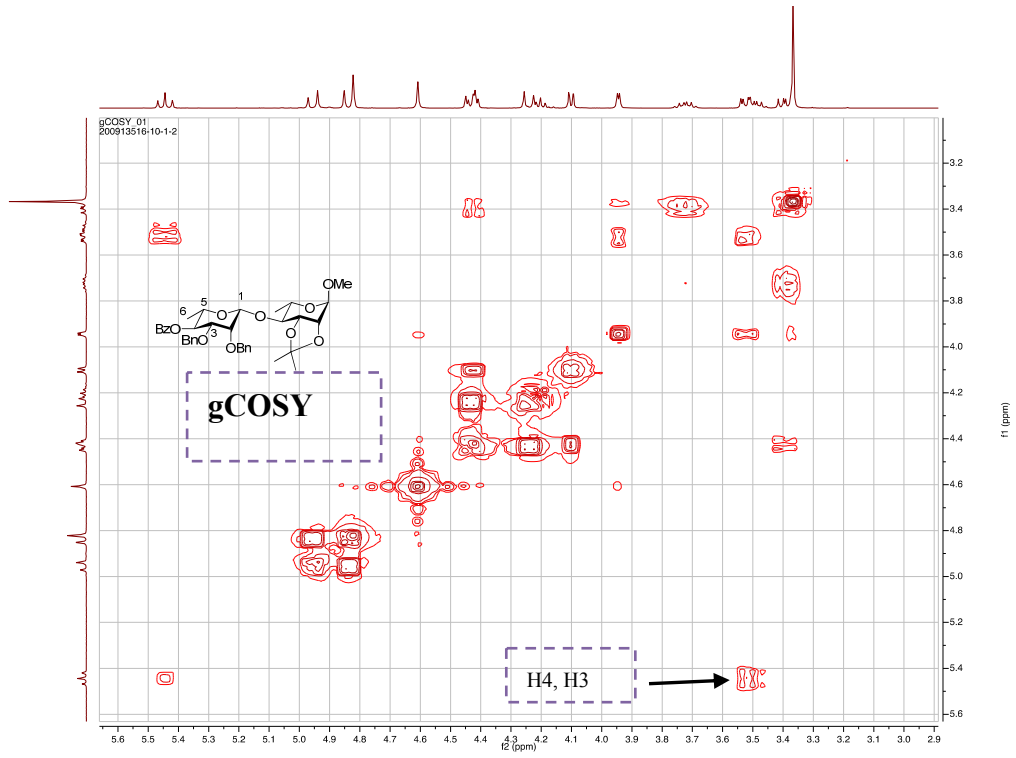 gCOSY_01
200913516-10-1-2
3.2
3.4
3.6
3.8
4.0
4.2
4.4
4.6
4.8
5.0
5.2
5.4
5.6
f1 (ppm)
OMe
1
5
6
O
O
O
BzO
BnO
3
OBn
O
O
gCOSY
H4, H3
5.6 5.5 5.4 5.3 5.2 5.1 5.0 4.9 4.8 4.7 4.6 4.5 4.4 4.3 4.2 4.1 4.0 3.9 3.8 3.7 3.6 3.5 3.4 3.3 3.2 3.1 3.0 2.9
f2 (ppm)